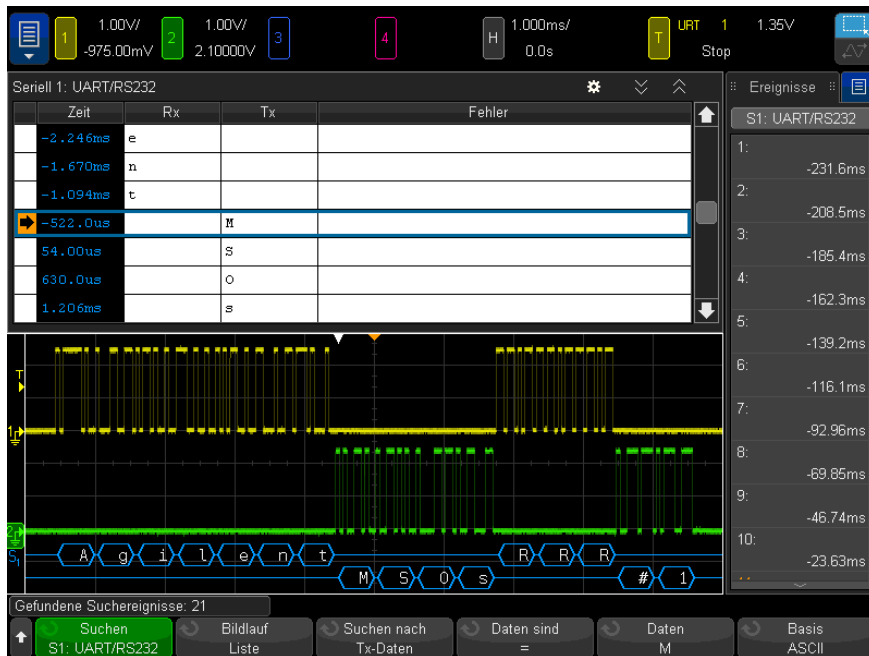 1 1.00V/ -975.00mV 2 1.00V/ 2.10000V 3 4 H 1.000ms/ 0.0s T URT 1 1.35V Stop
Seriell 1: UART/RS232
Zeit Rx Tx Fehler
-2.246ms e
-1.670ms n
-1.094ms t
-522.0us M
54.00us S
630.0us O
1.206ms s
Ereignisse
S1: UART/RS232
1:
-231.6ms
2:
-208.5ms
3:
-185.4ms
4:
-162.3ms
5:
-139.2ms
6:
-116.1ms
7:
-92.96ms
8:
-69.85ms
9:
-46.74ms
10:
-23.63ms
T
1
2
S1 A g i l e n t R R R
M S O s # 1
Gefundene Suchereignisse: 21
Suchen
S1: UART/RS232
Bildlauf
Liste
Suchen nach
Tx-Daten
Daten sind
=
Daten
M
Basis
ASCII